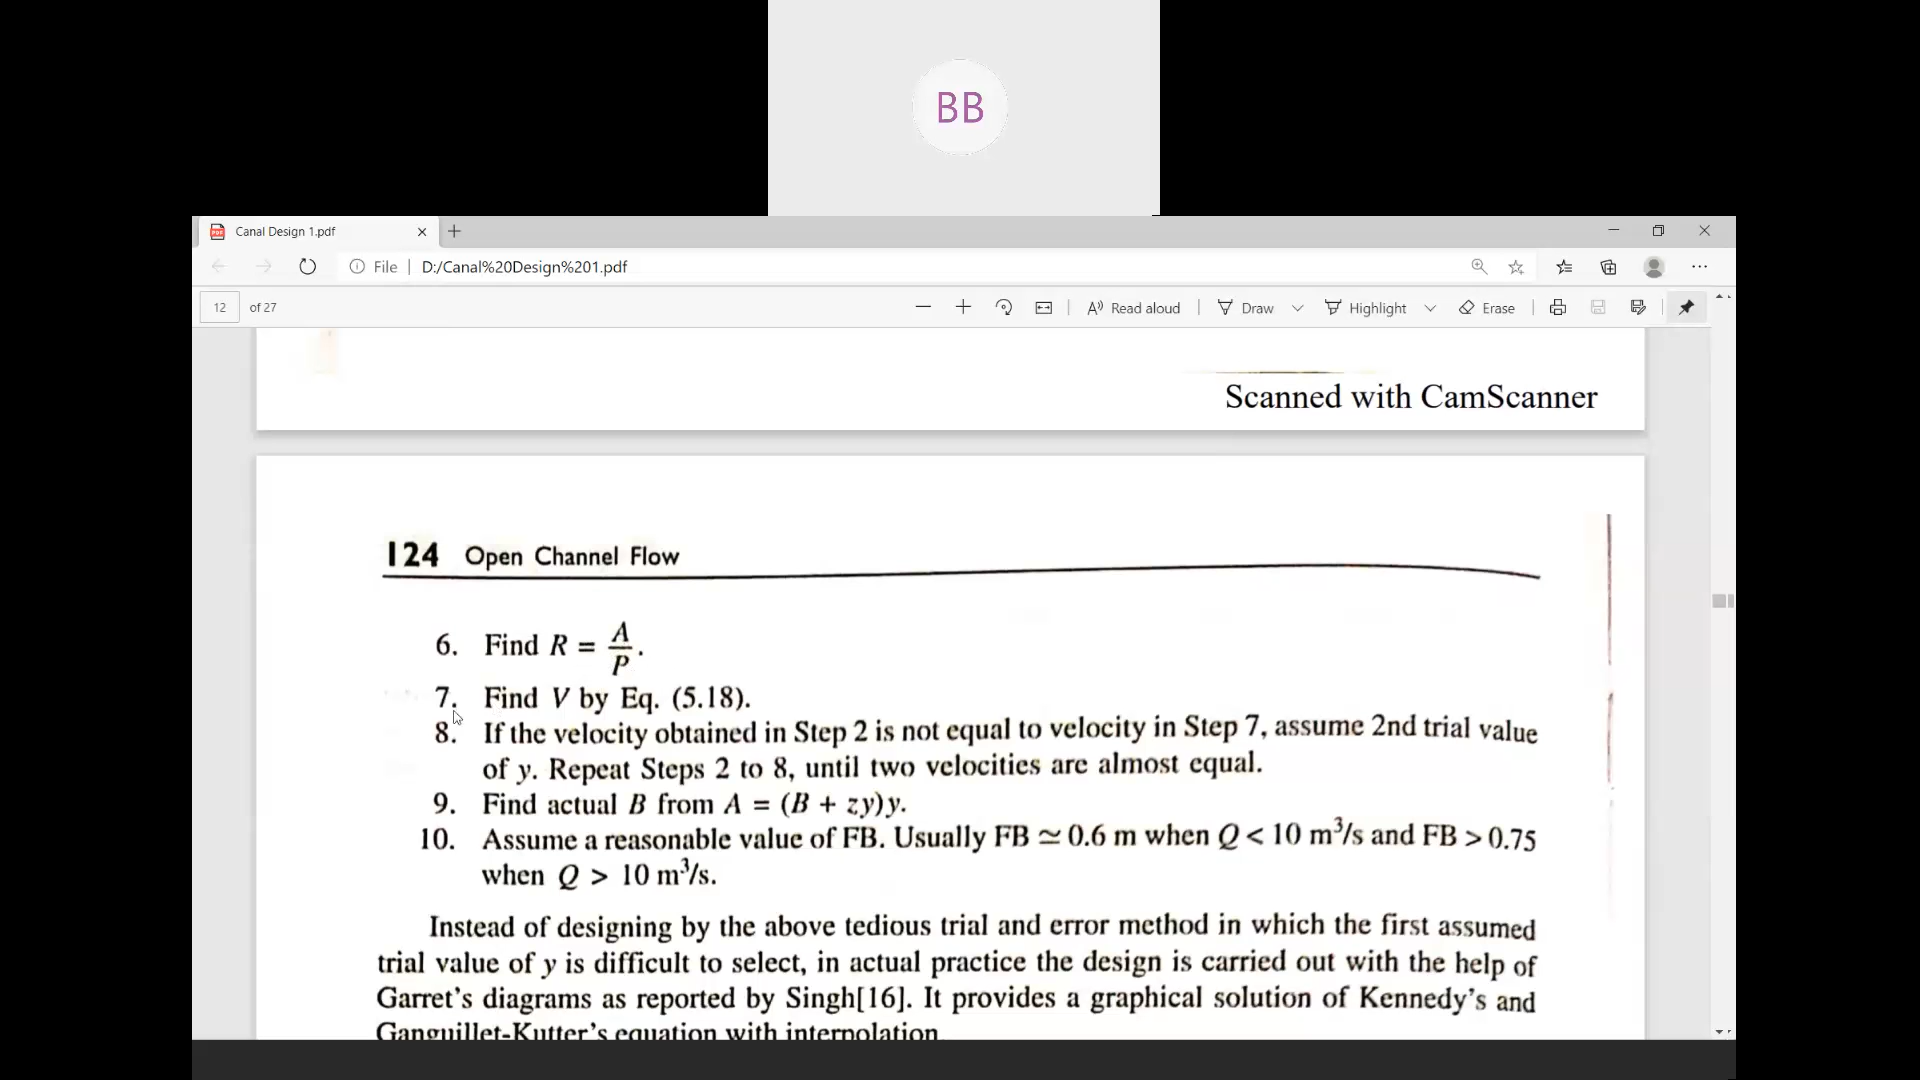 BB
Canal Design 1.pdf
File | D:/Canal%20Design%201.pdf
12 of 27
A Read aloud
Draw
Highlight
Erase
Scanned with CamScanner
124 Open Channel Flow
6. Find R = A/P.
7. Find V by Eq. (5.18).
8. If the velocity obtained in Step 2 is not equal to velocity in Step 7, assume 2nd trial value
of y. Repeat Steps 2 to 8, until two velocities are almost equal.
9. Find actual B from A = (B + zy)y.
10. Assume a reasonable value of FB. Usually FB ≃ 0.6 m when Q < 10 m³/s and FB > 0.75
when Q > 10 m³/s.
Instead of designing by the above tedious trial and error method in which the first assumed
trial value of y is difficult to select, in actual practice the design is carried out with the help of
Garret's diagrams as reported by Singh[16]. It provides a graphical solution of Kennedy's and
Ganguillet-Kutter's equation with interpolation